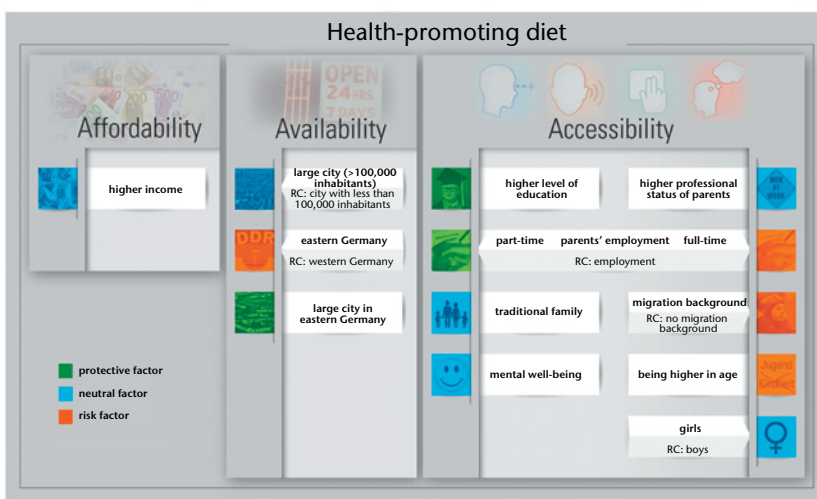 Health-promoting diet
OPEN
24 HRS
7 DAYS
Affordability
Availability
Accessibility
higher income
large city (>100,000
inhabitants)
RC: city with less than
100,000 inhabitants
higher level of
education
higher professional
status of parents
MEN
AT
WORK
DDR
eastern Germany
RC: western Germany
part-time parents' employment full-time
RC: employment
large city in
eastern Germany
traditional family
migration background
RC: no migration
background
protective factor
neutral factor
risk factor
mental well-being
being higher in age
Jugend
Kindheit
girls
RC: boys